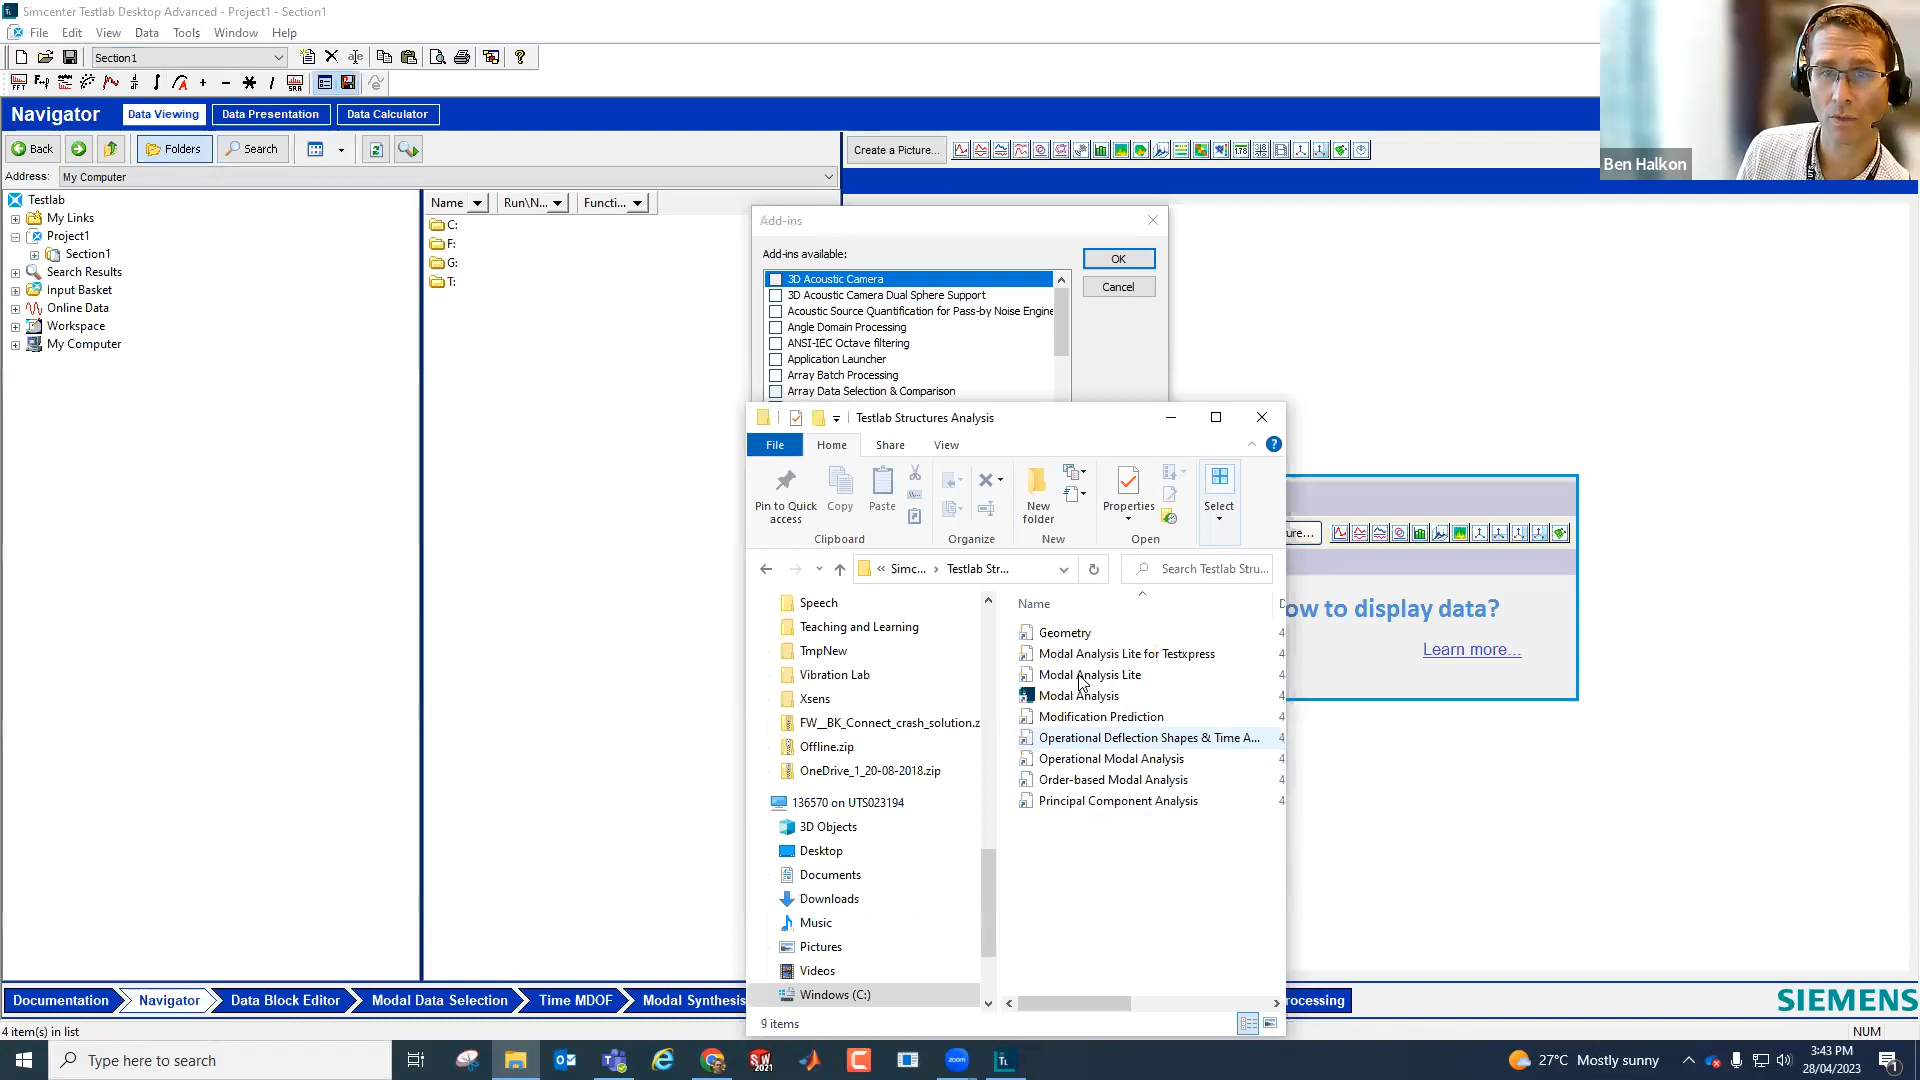 Simcenter Testlab Desktop Advanced - Project1 - Section1
File Edit View Data Tools Window Help
Section1
Navigator Data Viewing Data Presentation Data Calculator
Back Folders Search
Create a Picture...
Address: My Computer
Ben Halkon
Testlab
My Links
Project1
Section1
Search Results
Input Basket
Online Data
Workspace
My Computer
Name Run\N... Functi...
C:
F:
G:
T:
Add-ins
Add-ins available:
OK
Cancel
3D Acoustic Camera
3D Acoustic Camera Dual Sphere Support
Acoustic Source Quantification for Pass-by Noise Engine
Angle Domain Processing
ANSI-IEC Octave filtering
Application Launcher
Array Batch Processing
Array Data Selection & Comparison
Testlab Structures Analysis
File Home Share View
Pin to Quick access
Copy
Paste
New folder
Properties
Select
Clipboard Organize New Open
« Simc... › Testlab Str...
Search Testlab Stru...
Speech
Teaching and Learning
TmpNew
Vibration Lab
Xsens
FW__BK_Connect_crash_solution.z
Offline.zip
OneDrive_1_20-08-2018.zip
136570 on UTS023194
3D Objects
Desktop
Documents
Downloads
Music
Pictures
Videos
Windows (C:)
Name
Geometry 4
Modal Analysis Lite for Testxpress 4
Modal Analysis Lite 4
Modal Analysis 4
Modification Prediction 4
Operational Deflection Shapes & Time A... 4
Operational Modal Analysis 4
Order-based Modal Analysis 4
Principal Component Analysis 4
9 items
ure...
ow to display data?
Learn more...
Documentation Navigator Data Block Editor Modal Data Selection Time MDOF Modal Synthesis ocessing
SIEMENS
4 item(s) in list
NUM
Type here to search
27°C Mostly sunny
3:43 PM
28/04/2023